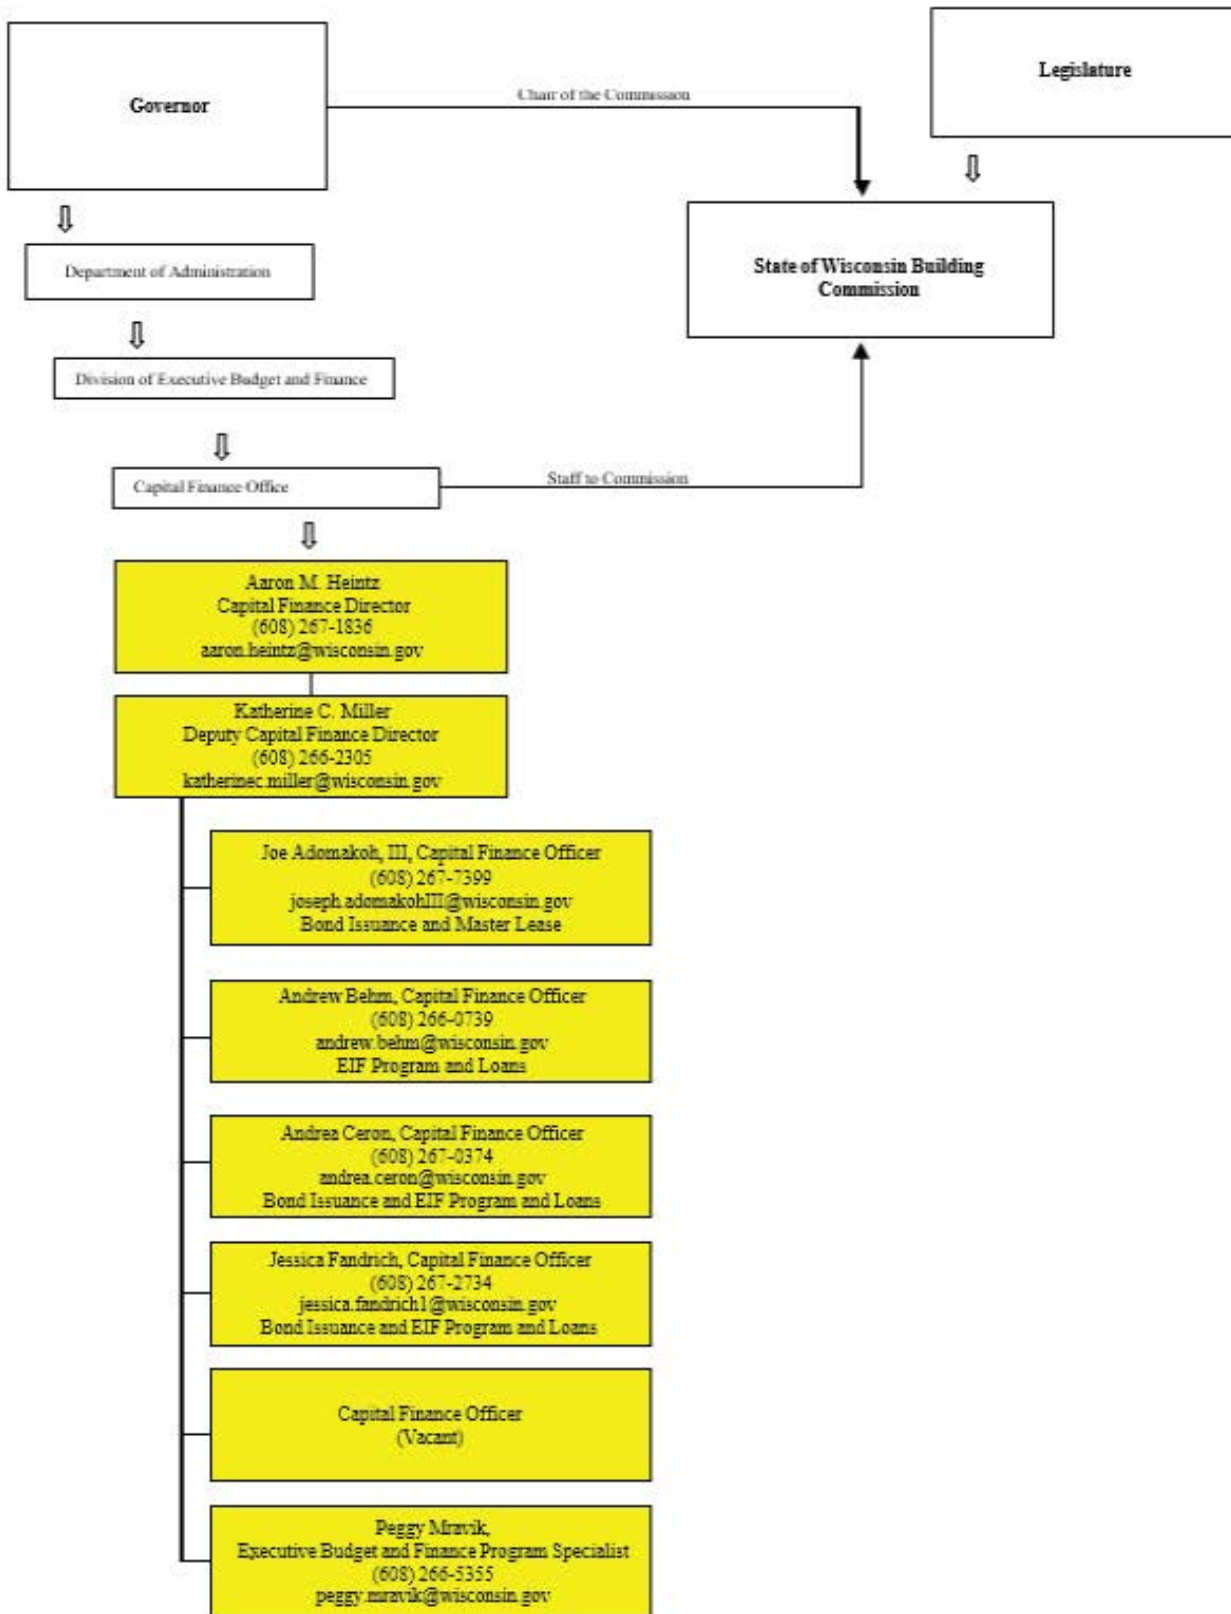 Governor
Chair of the Commission
Legislature
Department of Administration
State of Wisconsin Building
Commission
Division of Executive Budget and Finance
Capital Finance Office
Staff to Commission
Aaron M. Heintz
Capital Finance Director
(608) 267-1836
aaron.heintz@wisconsin.gov
Katherine C. Miller
Deputy Capital Finance Director
(608) 266-2305
katherinec.miller@wisconsin.gov
Joe Adomakoh, III, Capital Finance Officer
(608) 267-7399
joseph.adomakohIII@wisconsin.gov
Bond Issuance and Master Lease
Andrew Behm, Capital Finance Officer
(608) 266-0739
andrew.behm@wisconsin.gov
EIF Program and Loans
Andrea Ceron, Capital Finance Officer
(608) 267-0374
andrea.ceron@wisconsin.gov
Bond Issuance and EIF Program and Loans
Jessica Fandrich, Capital Finance Officer
(608) 267-2734
jessica.fandrich1@wisconsin.gov
Bond Issuance and EIF Program and Loans
Capital Finance Officer
(Vacant)
Peggy Mravik,
Executive Budget and Finance Program Specialist
(608) 266-5355
peggy.mravik@wisconsin.gov